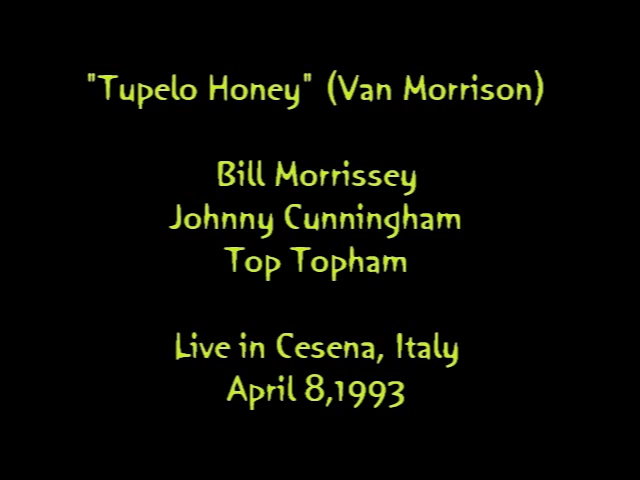 "Tupelo Honey" (Van Morrison)
Bill Morrissey
Johnny Cunningham
Top Topham
Live in Cesena, Italy
April 8,1993